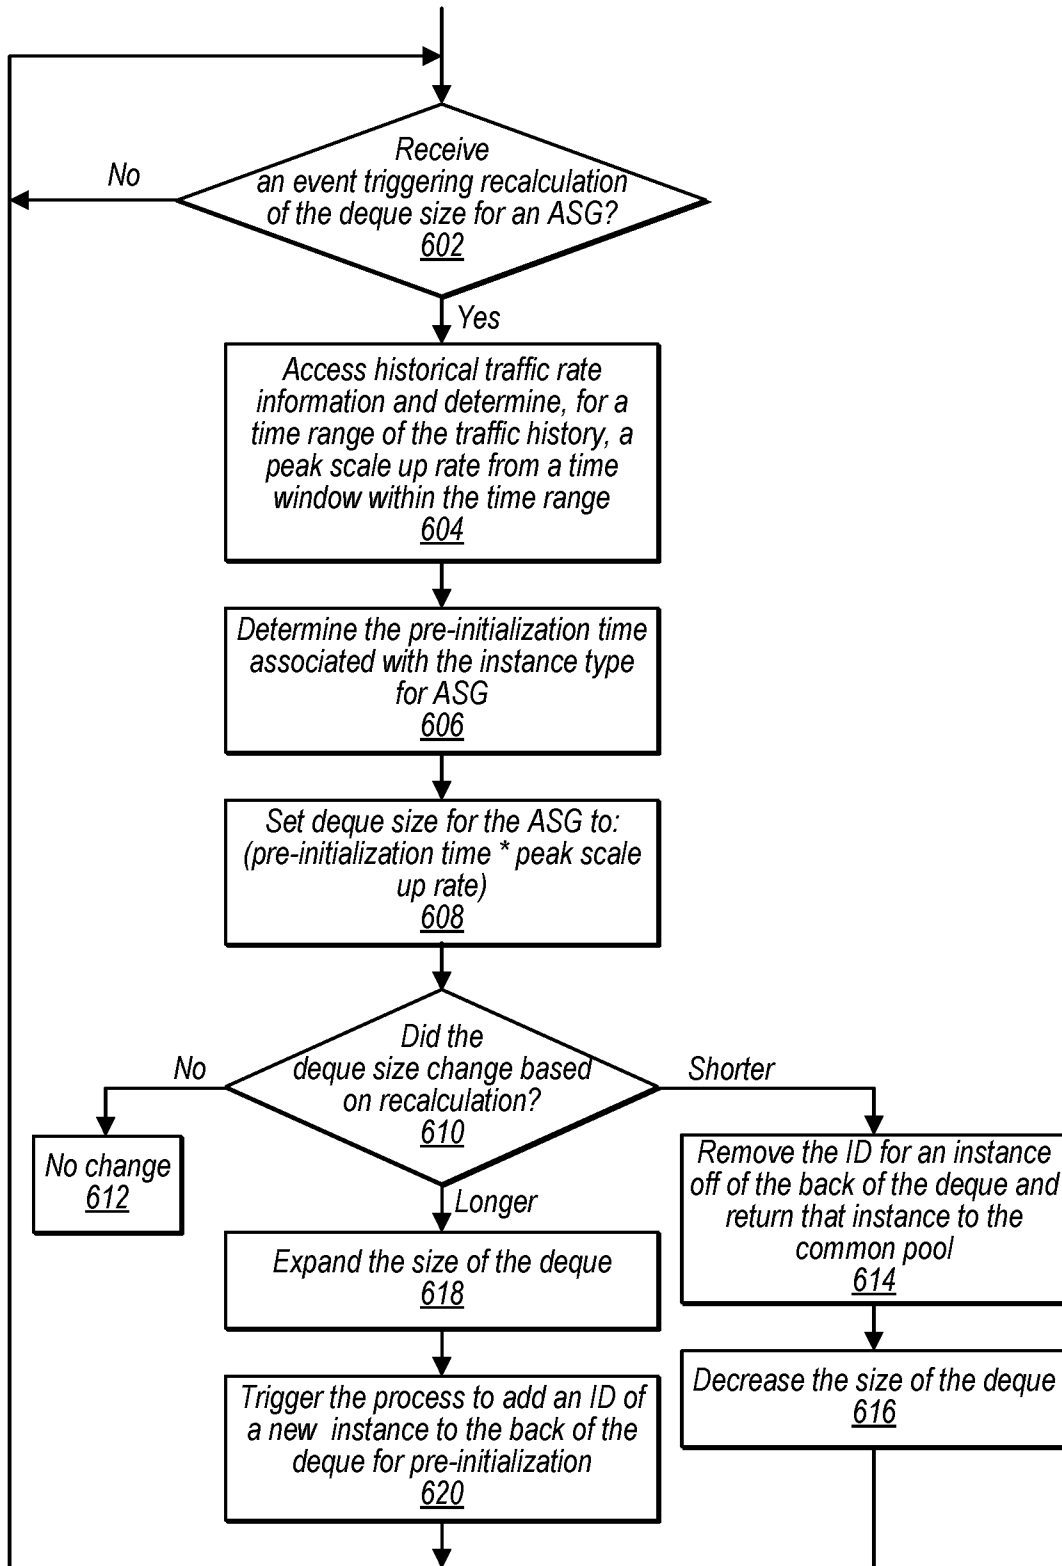 Receive
an event triggering recalculation
of the deque size for an ASG?
602
No
Yes
Access historical traffic rate
information and determine, for a
time range of the traffic history, a
peak scale up rate from a time
window within the time range
604
Determine the pre-initialization time
associated with the instance type
for ASG
606
Set deque size for the ASG to:
(pre-initialization time * peak scale
up rate)
608
Did the
deque size change based
on recalculation?
610
No
Shorter
Longer
No change
612
Remove the ID for an instance
off of the back of the deque and
return that instance to the
common pool
614
Expand the size of the deque
618
Decrease the size of the deque
616
Trigger the process to add an ID of
a new instance to the back of the
deque for pre-initialization
620